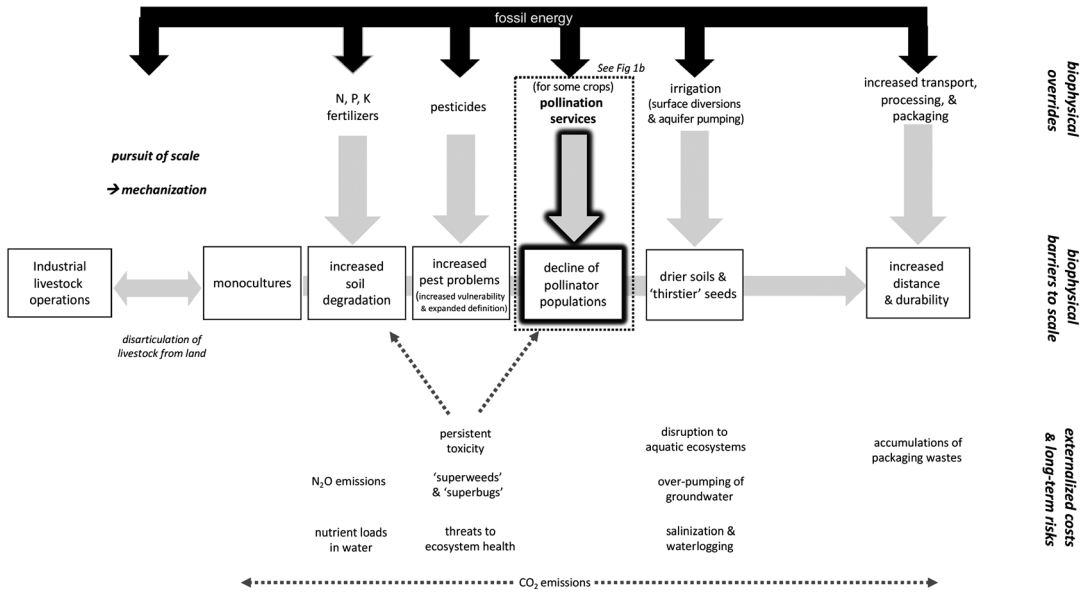 fossil energy
See Fig 1b
biophysical
overrides
N, P, K
fertilizers
pesticides
(for some crops)
pollination
services
irrigation
(surface diversions
& aquifer pumping)
increased transport,
processing, &
packaging
pursuit of scale
→ mechanization
biophysical
barriers to scale
Industrial
livestock
operations
monocultures
increased
soil
degradation
increased
pest problems
(increased vulnerability
& expanded definition)
decline of
pollinator
populations
drier soils &
‘thirstier’ seeds
increased
distance
& durability
disarticulation of
livestock from land
externalized costs
& long-term risks
N₂O emissions
nutrient loads
in water
persistent
toxicity
‘superweeds’
& ‘superbugs’
threats to
ecosystem health
disruption to
aquatic ecosystems
over-pumping of
groundwater
salinization &
waterlogging
accumulations of
packaging wastes
CO₂ emissions